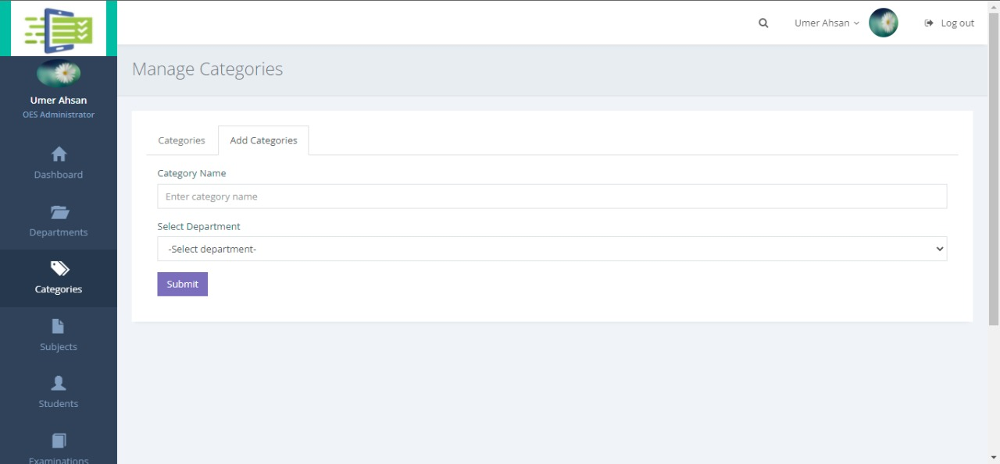 Umer Ahsan
Log out
Umer Ahsan
OES Administrator
Dashboard
Departments
Categories
Subjects
Students
Examinations
Manage Categories
Categories
Add Categories
Category Name
Enter category name
Select Department
-Select department-
Submit